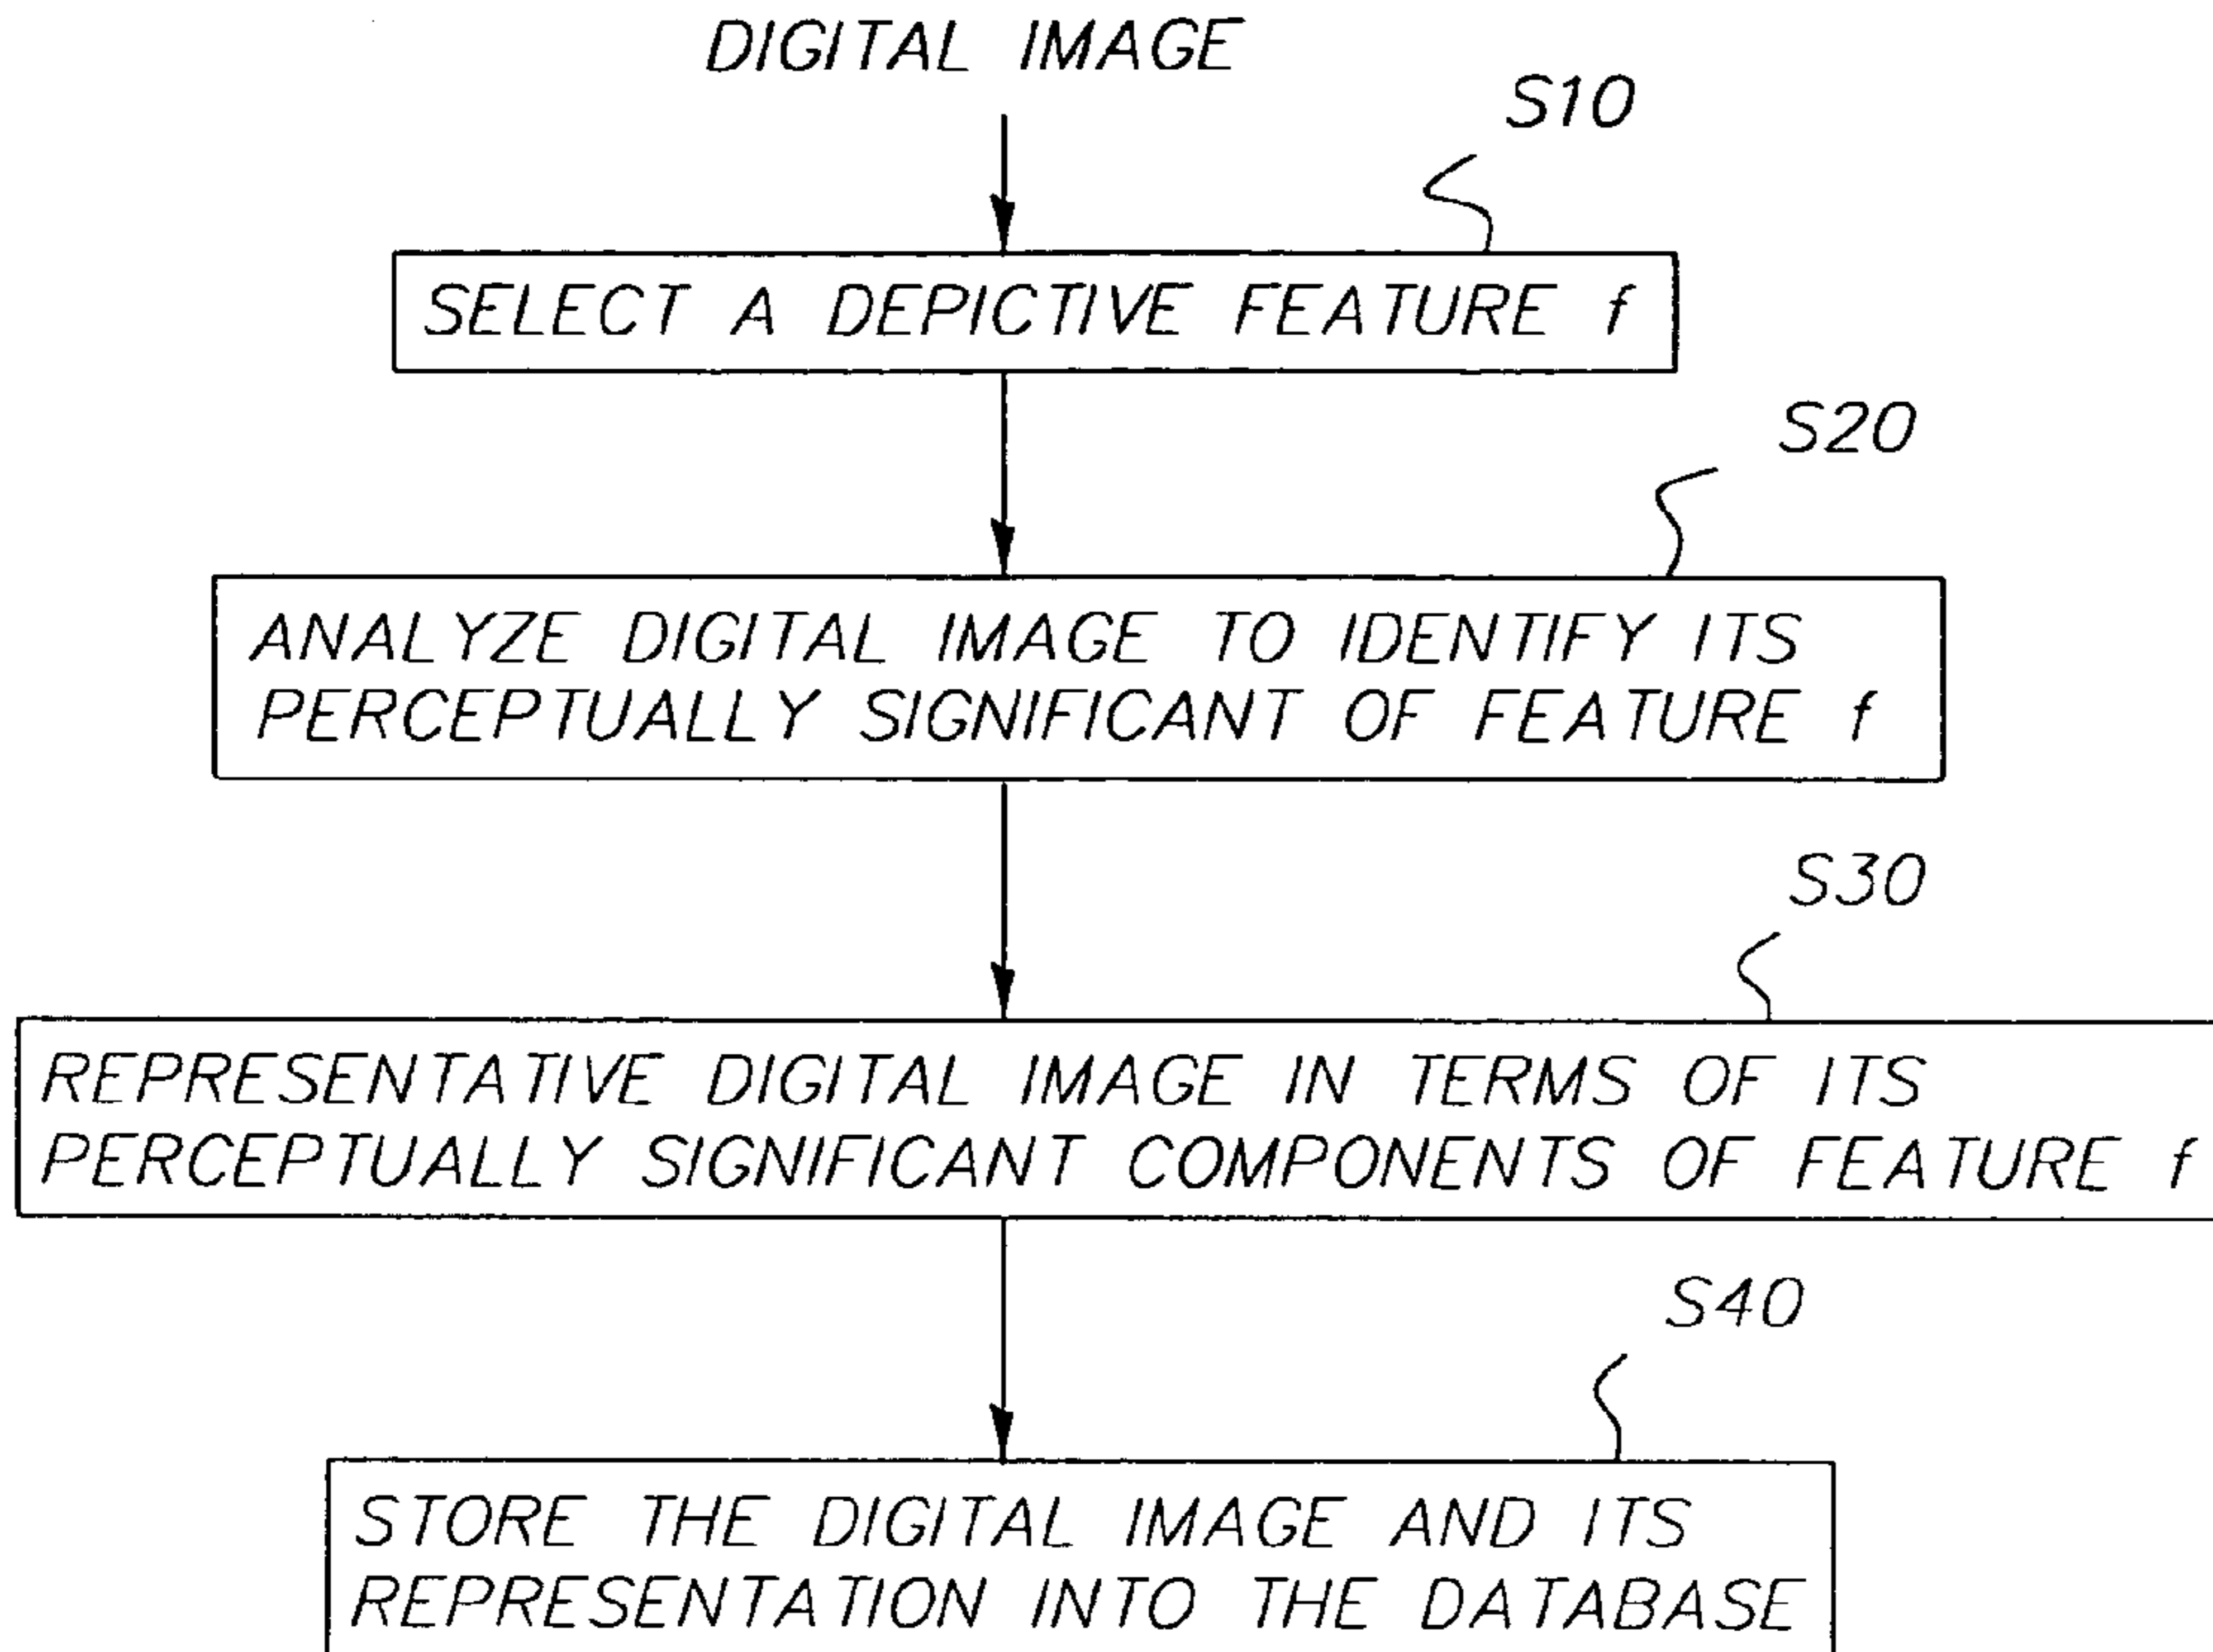 DIGITAL IMAGE
S10
SELECT A DEPICTIVE FEATURE f
S20
ANALYZE DIGITAL IMAGE TO IDENTIFY ITS
PERCEPTUALLY SIGNIFICANT OF FEATURE f
S30
REPRESENTATIVE DIGITAL IMAGE IN TERMS OF ITS
PERCEPTUALLY SIGNIFICANT COMPONENTS OF FEATURE f
S40
STORE THE DIGITAL IMAGE AND ITS
REPRESENTATION INTO THE DATABASE